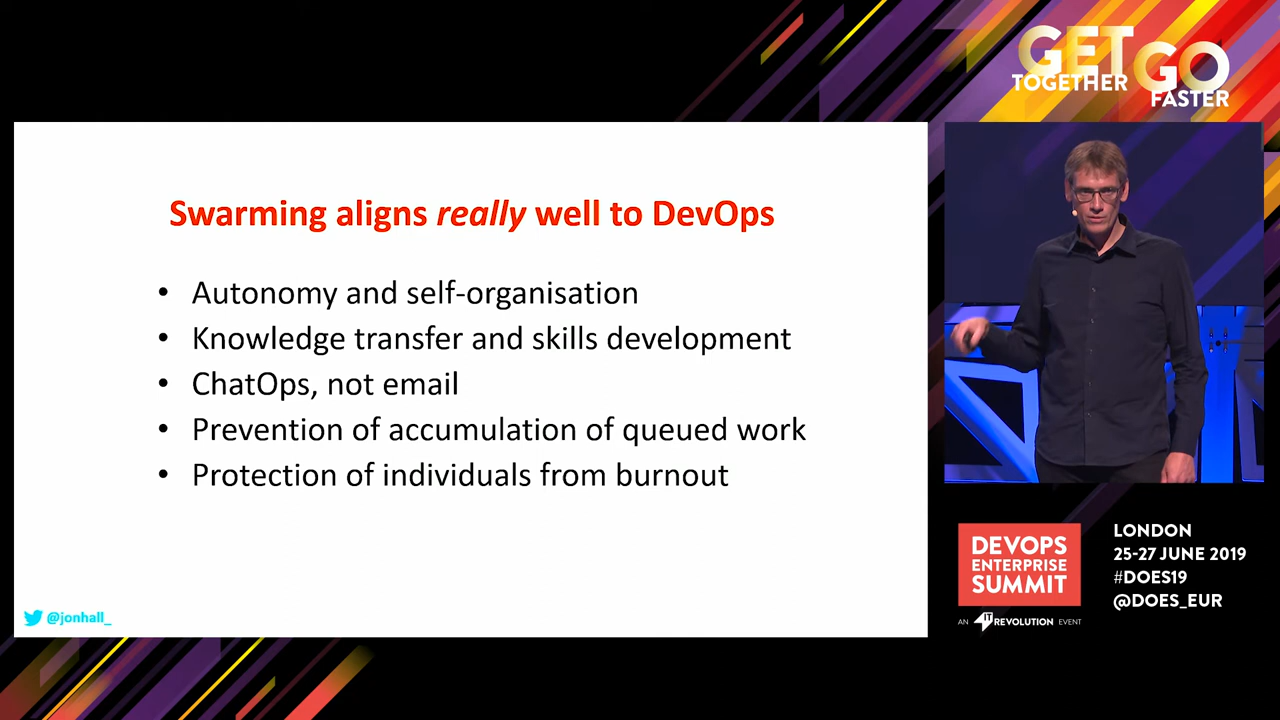 GET GO
TOGETHER
FASTER
Swarming aligns really well to DevOps
• Autonomy and self-organisation
• Knowledge transfer and skills development
• ChatOps, not email
• Prevention of accumulation of queued work
• Protection of individuals from burnout
@jonhall_
DEVOPS
ENTERPRISE
SUMMIT
AN IT REVOLUTION EVENT
LONDON
25-27 JUNE 2019
#DOES19
@DOES_EUR